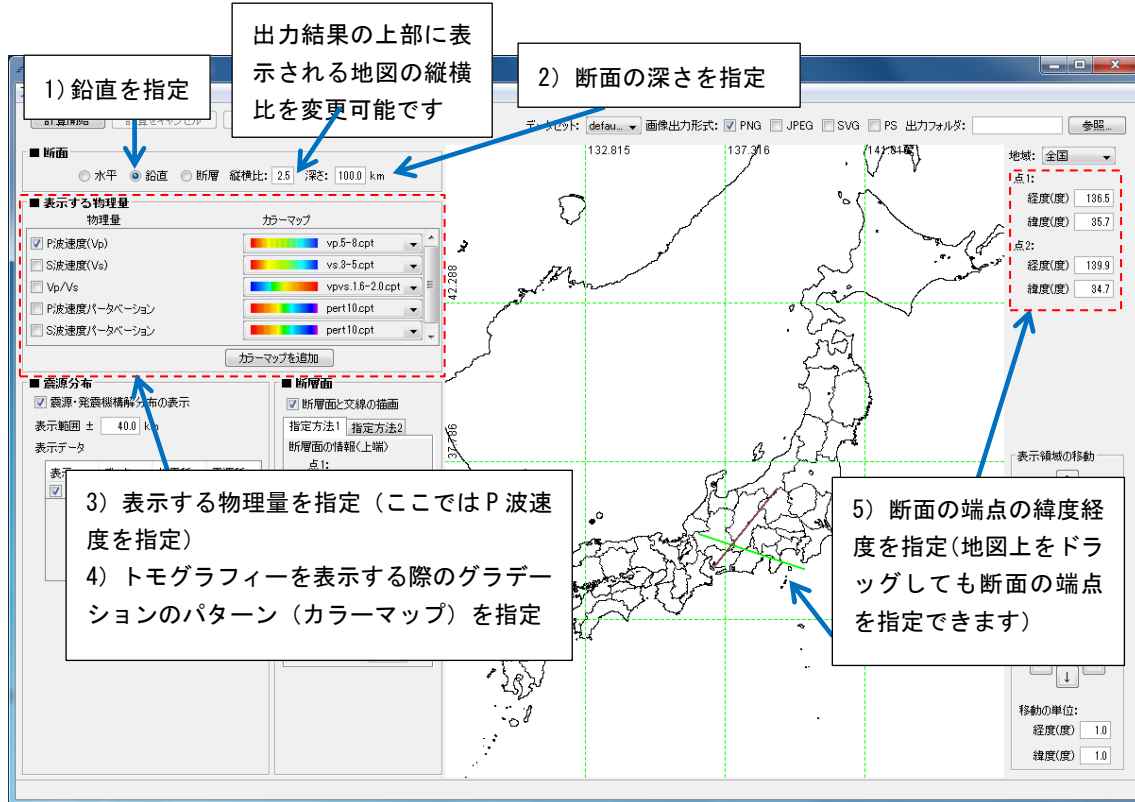 出力結果の上部に表
示される地図の縦横
比を変更可能です
1)鉛直を指定
2) 断面の深さを指定
データセット: defau... 画像出力形式: PNG JPEG SVG PS 出力フォルダ: 参照...
■ 断面
水平 鉛直 断層 縦横比: 2.5 深さ: 100.0 km
■ 表示する物理量
物理量 カラーマップ
P波速度(Vp) vp.5-8.cpt
S波速度(Vs) vs.3-5.cpt
Vp/Vs vpvs.1.6-2.0.cpt
P波速度パータベーション pert10.cpt
S波速度パータベーション pert10.cpt
カラーマップを追加
■ 震源分布
震源・発震機構解分布の表示
表示範囲 ± 40.0 km
表示データ
■ 断層面
断層面と交線の描画
指定方法1 指定方法2
断層面の情報(上端)
点1:
3) 表示する物理量を指定(ここではP波速
度を指定)
4) トモグラフィーを表示する際のグラデー
ションのパターン(カラーマップ)を指定
132.815
137.316
42.288
37.786
地域: 全国
点1:
経度(度) 136.5
緯度(度) 35.7
点2:
経度(度) 139.9
緯度(度) 34.7
表示領域の移動
5) 断面の端点の緯度経
度を指定(地図上をドラ
ッグしても断面の端点
を指定できます)
↓
移動の単位:
経度(度) 1.0
緯度(度) 1.0